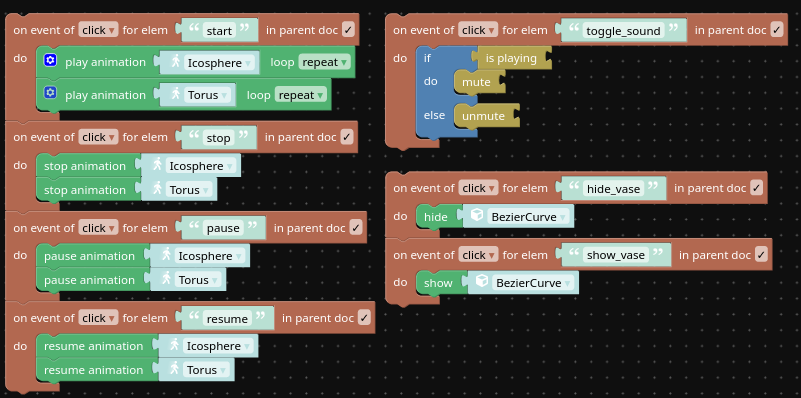 on event of click ▾ for elem “ start ” in parent doc ✓
do play animation Icosphere ▾ loop repeat ▾
play animation Torus ▾ loop repeat ▾
on event of click ▾ for elem “ stop ” in parent doc ✓
do stop animation Icosphere ▾
stop animation Torus ▾
on event of click ▾ for elem “ pause ” in parent doc ✓
do pause animation Icosphere ▾
pause animation Torus ▾
on event of click ▾ for elem “ resume ” in parent doc ✓
do resume animation Icosphere ▾
resume animation Torus ▾
on event of click ▾ for elem “ toggle_sound ” in parent doc ✓
do if is playing
do mute
else unmute
on event of click ▾ for elem “ hide_vase ” in parent doc ✓
do hide BezierCurve ▾
on event of click ▾ for elem “ show_vase ” in parent doc ✓
do show BezierCurve ▾